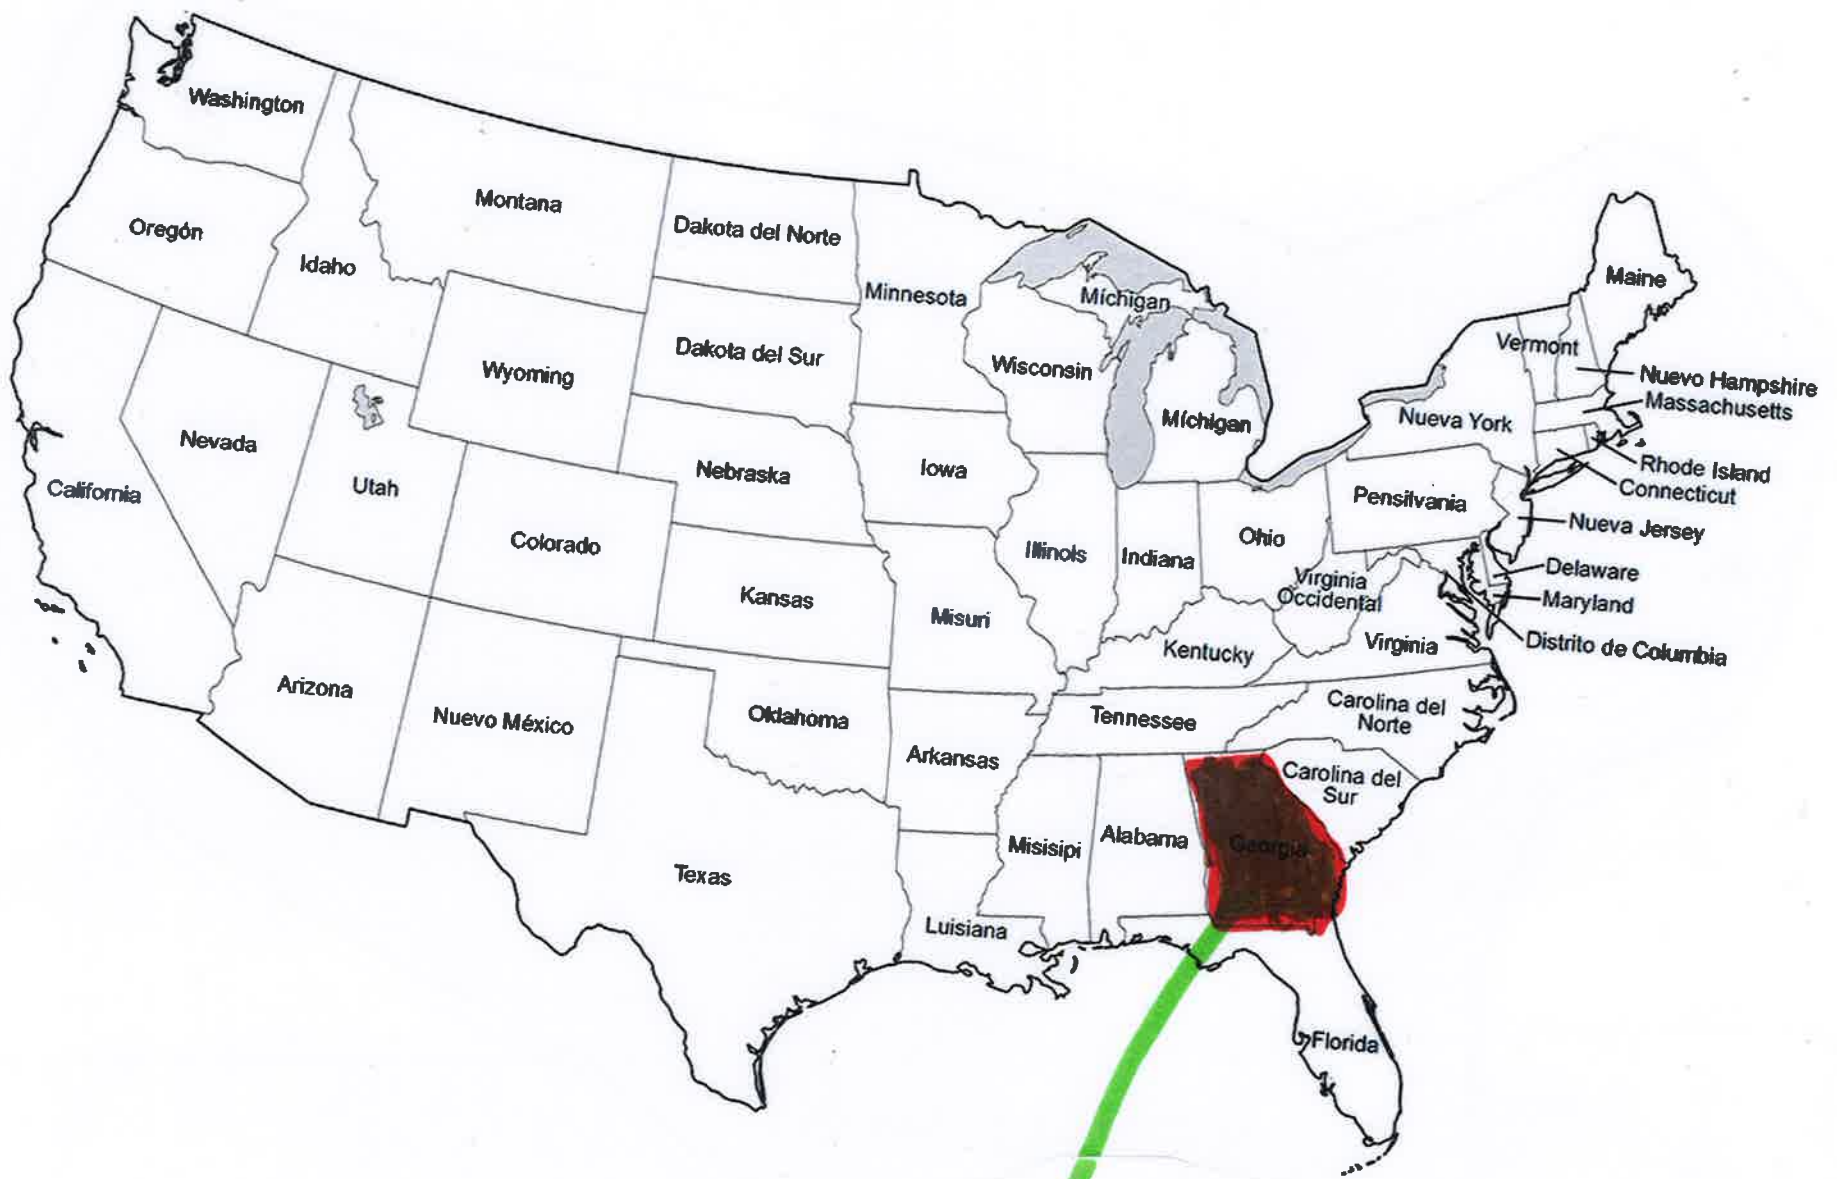 Washington
Montana
Dakota del Norte
Oregón
Idaho
Minnesota
Maine
Míchigan
Wyoming
Dakota del Sur
Wisconsin
Vermont
Nuevo Hampshire
Massachusetts
Míchigan
Nueva York
Nevada
Nebraska
Iowa
Rhode Island
California
Utah
Connecticut
Pensilvania
Nueva Jersey
Colorado
Illinois
Indiana
Ohio
Delaware
Virginia
Occidental
Kansas
Maryland
Misuri
Virginia
Distrito de Columbia
Kentucky
Arizona
Nuevo México
Oklahoma
Tennessee
Carolina del
Norte
Arkansas
Carolina del
Sur
Misisipi
Alabama
Georgia
Texas
Luisiana
Florida